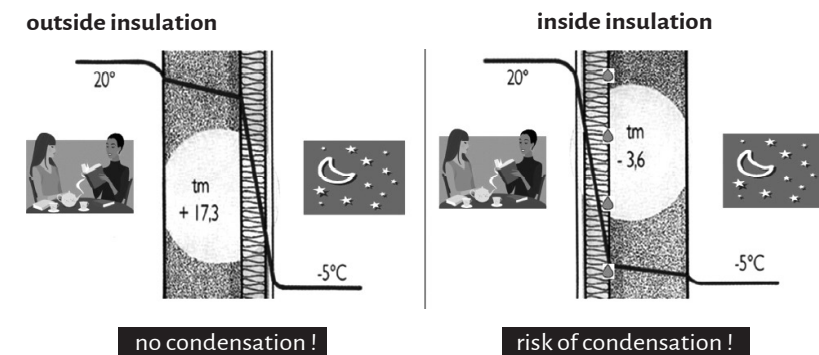 outside insulation
20°
tm
+ 17,3
-5°C
no condensation !
inside insulation
20°
tm
- 3,6
-5°C
risk of condensation !